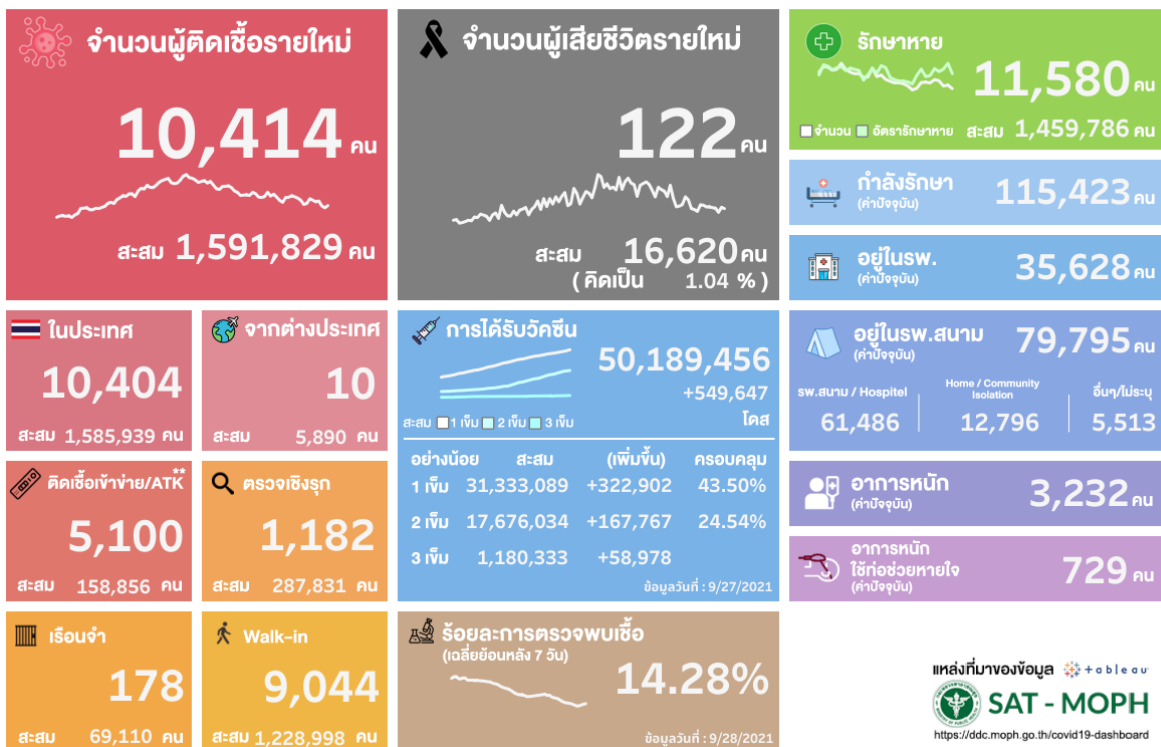 จำนวนผู้ติดเชื้อรายใหม่
10,414 คน
สะสม 1,591,829 คน
จำนวนผู้เสียชีวิตรายใหม่
122 คน
สะสม 16,620 คน
( คิดเป็น 1.04 % )
รักษาหาย
11,580 คน
จำนวน อัตรารักษาหาย สะสม 1,459,786 คน
กำลังรักษา
(ค่าปัจจุบัน)
115,423 คน
อยู่ในรพ.
(ค่าปัจจุบัน)
35,628 คน
ในประเทศ
10,404
สะสม 1,585,939 คน
จากต่างประเทศ
10
สะสม 5,890 คน
การได้รับวัคซีน
50,189,456
+549,647
สะสม 1 เข็ม 2 เข็ม 3 เข็ม โดส
อย่างน้อย สะสม (เพิ่มขึ้น) ครอบคลุม
1 เข็ม 31,333,089 +322,902 43.50%
2 เข็ม 17,676,034 +167,767 24.54%
3 เข็ม 1,180,333 +58,978
ข้อมูลวันที่ : 9/27/2021
อยู่ในรพ.สนาม
(ค่าปัจจุบัน)
79,795 คน
รพ.สนาม / Hospitel
61,486
Home / Community
Isolation
12,796
อื่นๆ/ไม่ระบุ
5,513
ติดเชื้อเข้าข่าย/ATK**
5,100
สะสม 158,856 คน
ตรวจเชิงรุก
1,182
สะสม 287,831 คน
อาการหนัก
(ค่าปัจจุบัน)
3,232 คน
อาการหนัก
ใช้ท่อช่วยหายใจ
(ค่าปัจจุบัน)
729 คน
เรือนจำ
178
สะสม 69,110 คน
Walk-in
9,044
สะสม 1,228,998 คน
ร้อยละการตรวจพบเชื้อ
(เฉลี่ยย้อนหลัง 7 วัน)
14.28%
ข้อมูลวันที่ : 9/28/2021
แหล่งที่มาของข้อมูล +ableau
SAT - MOPH
https://ddc.moph.go.th/covid19-dashboard